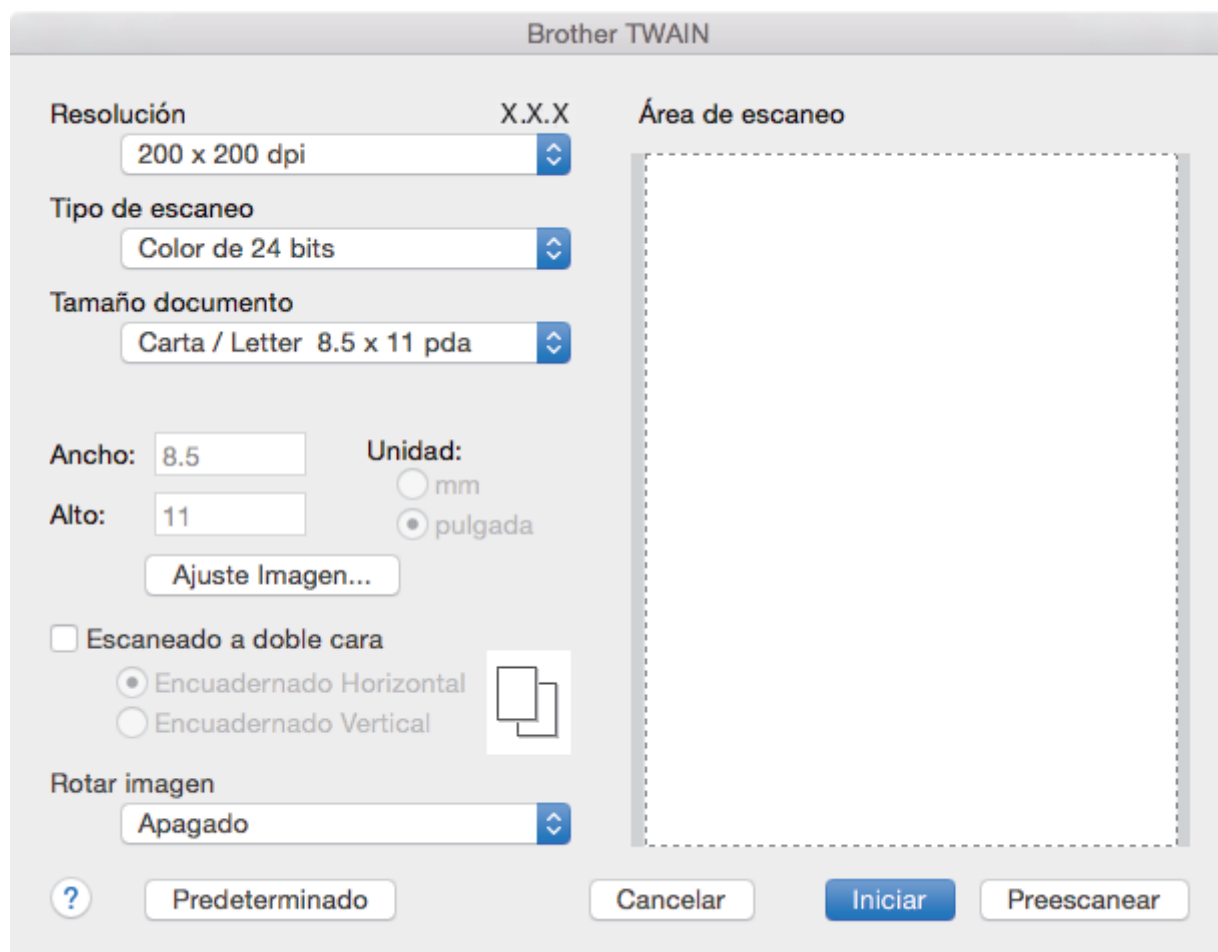 Brother TWAIN
Resolución X.X.X
200 x 200 dpi
Tipo de escaneo
Color de 24 bits
Tamaño documento
Carta / Letter 8.5 x 11 pda
Ancho: 8.5
Unidad:
mm
Alto: 11
pulgada
Ajuste Imagen...
Escaneado a doble cara
Encuadernado Horizontal
Encuadernado Vertical
Rotar imagen
Apagado
Área de escaneo
? Predeterminado Cancelar Iniciar Preescanear